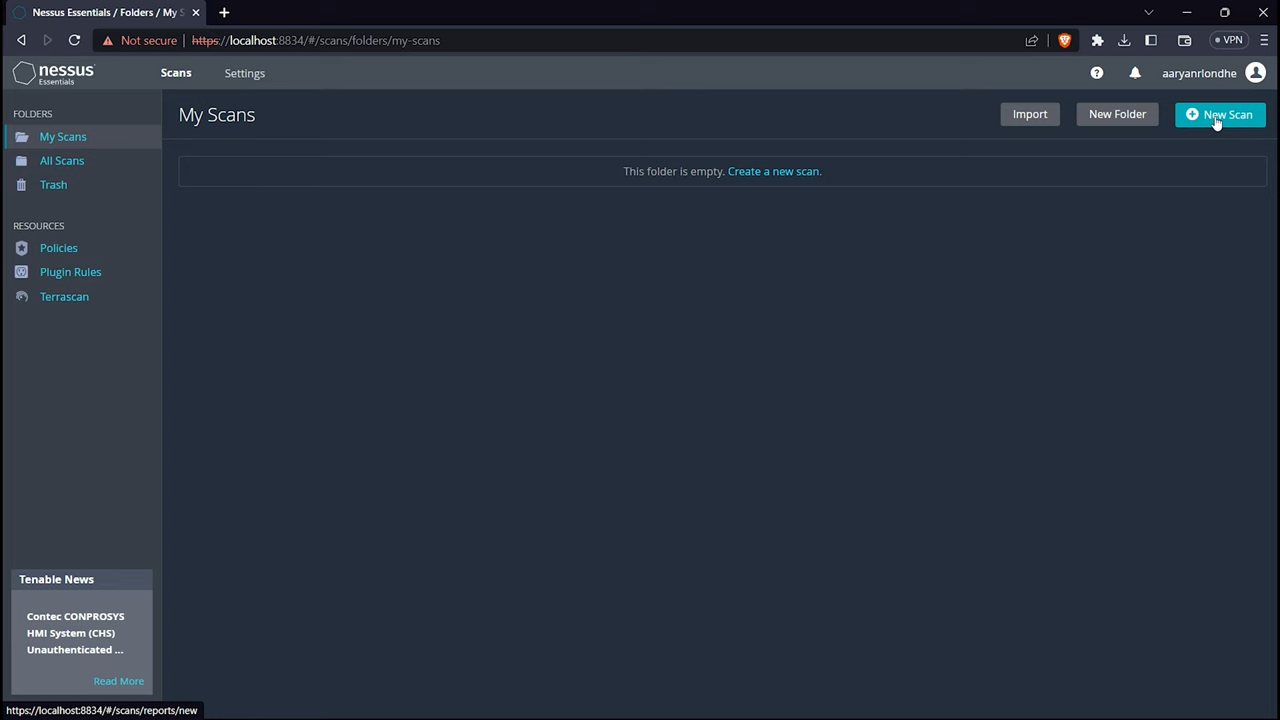 Nessus Essentials / Folders / My S
Not secure
https://localhost:8834/#/scans/folders/my-scans
VPN
nessus
Essentials
Scans
Settings
aaryanrlondhe
FOLDERS
My Scans
All Scans
Trash
RESOURCES
Policies
Plugin Rules
Terrascan
My Scans
Import
New Folder
New Scan
This folder is empty. Create a new scan.
Tenable News
Contec CONPROSYS
HMI System (CHS)
Unauthenticated ...
Read More
https://localhost:8834/#/scans/reports/new